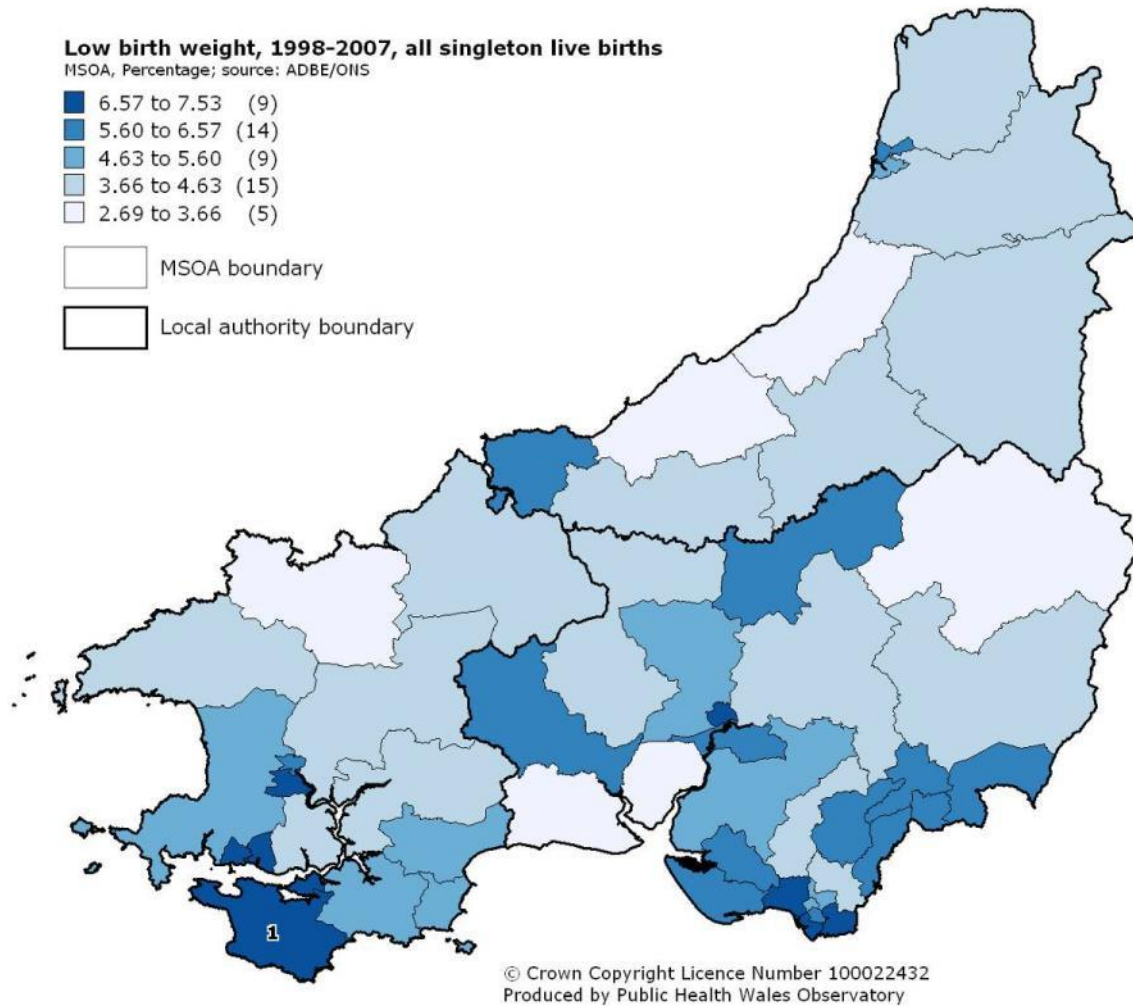 Low birth weight, 1998-2007, all singleton live births
MSOA, Percentage; source: ADBE/ONS
6.57 to 7.53 (9)
5.60 to 6.57 (14)
4.63 to 5.60 (9)
3.66 to 4.63 (15)
2.69 to 3.66 (5)
MSOA boundary
Local authority boundary
1
© Crown Copyright Licence Number 100022432
Produced by Public Health Wales Observatory